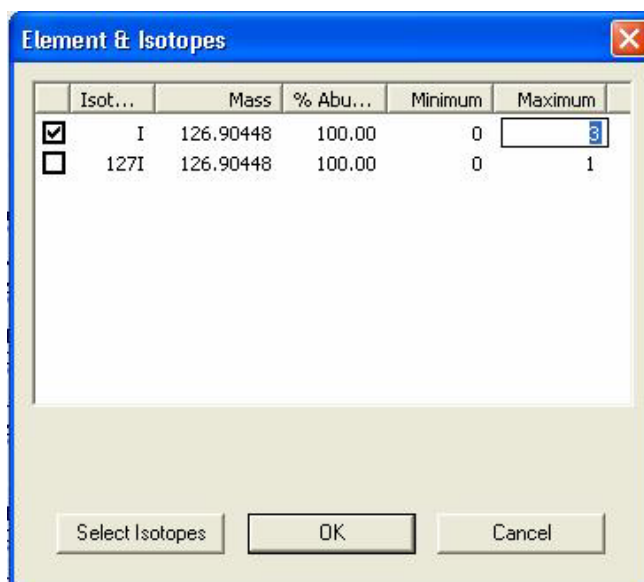 Element & Isotopes
Isot... Mass % Abu... Minimum Maximum
I 126.90448 100.00 0 3
127I 126.90448 100.00 0 1
Select Isotopes OK Cancel